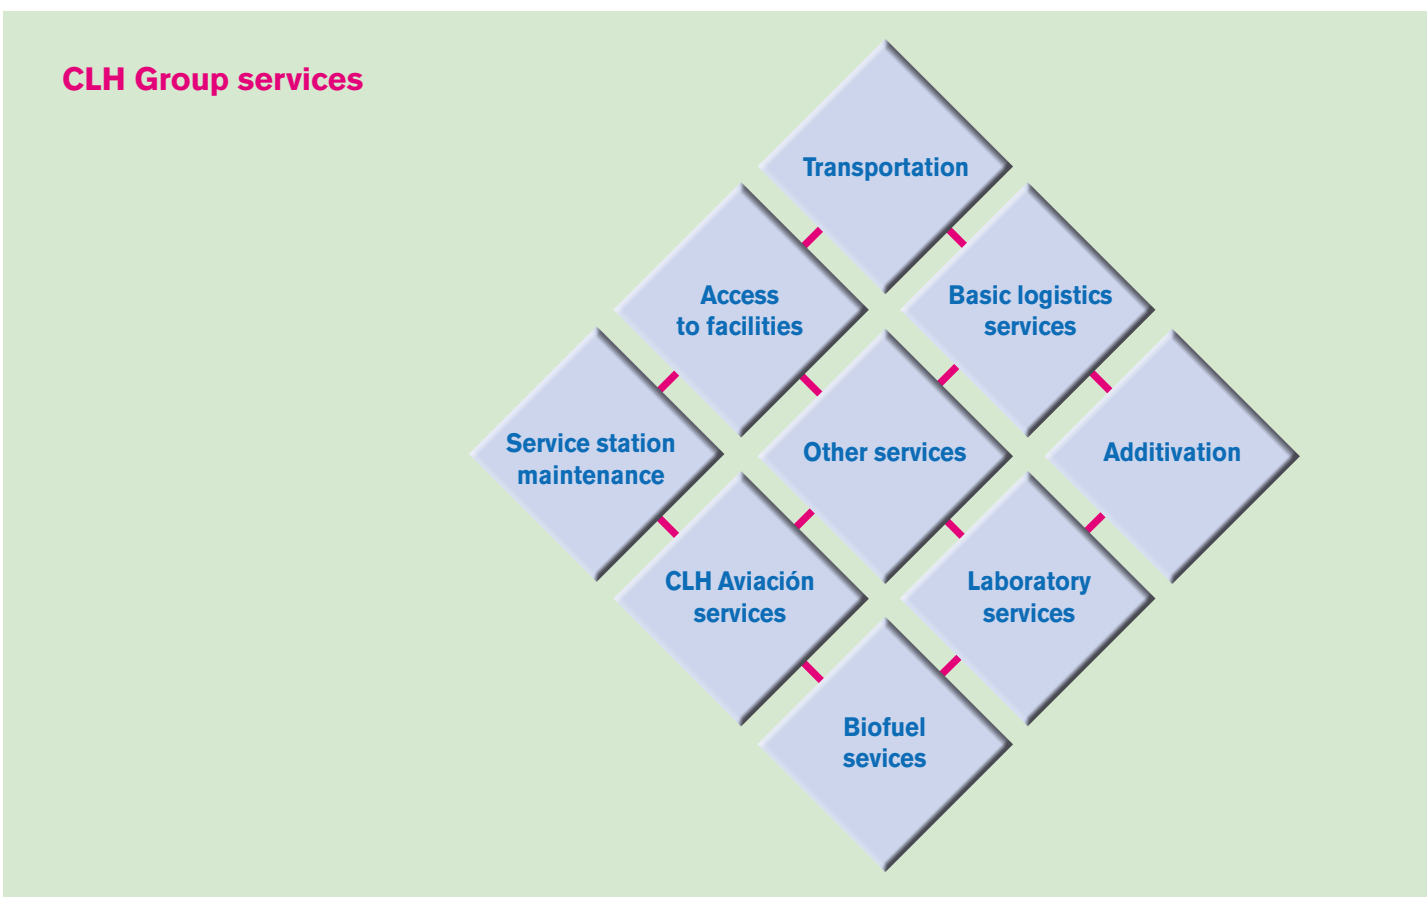 CLH Group services
Transportation
Access
to facilities
Basic logistics
services
Service station
maintenance
Other services
Additivation
CLH Aviación
services
Laboratory
services
Biofuel
sevices